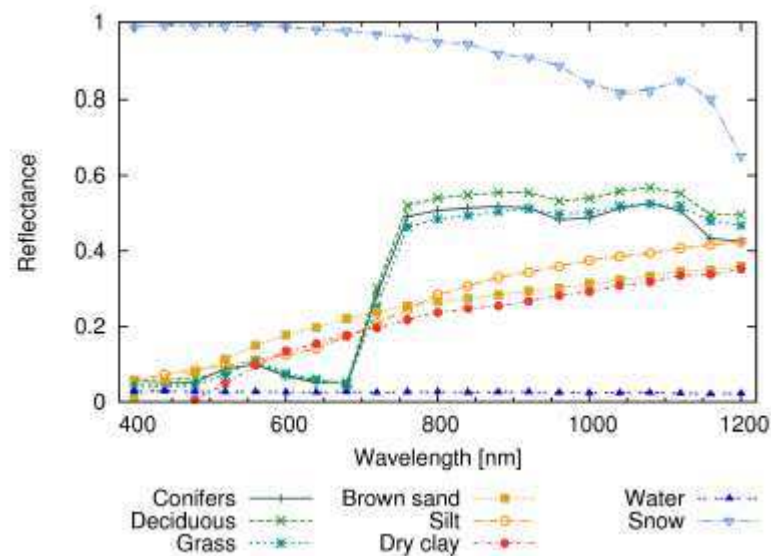 1
0.8
0.6
0.4
0.2
0
Reflectance
400 600 800 1000 1200
Wavelength [nm]
Conifers Brown sand Water
Deciduous Silt Snow
Grass Dry clay